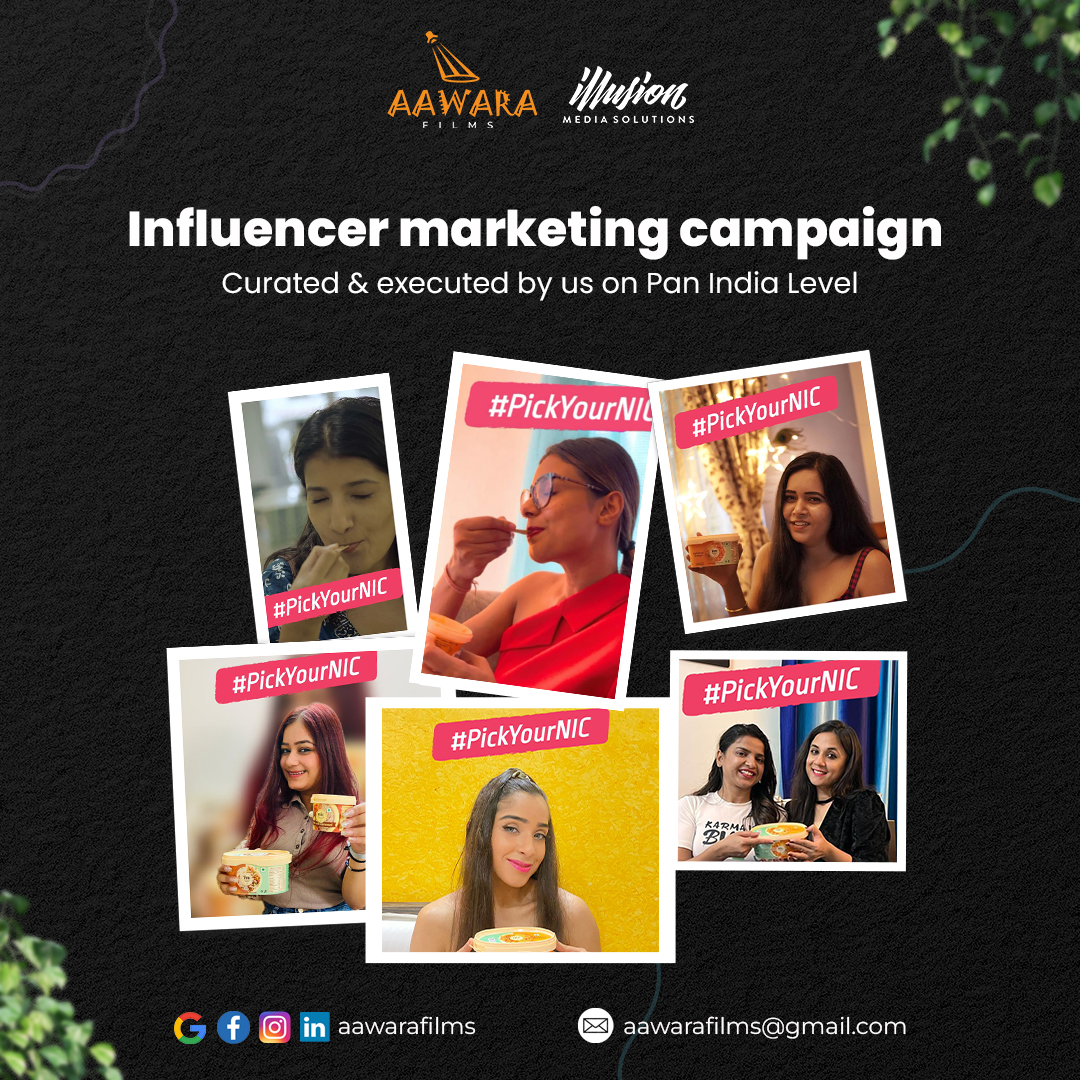 AAWARA
FILMS
illusion
MEDIA SOLUTIONS
Influencer marketing campaign
Curated & executed by us on Pan India Level
#PickYourNIC
#PickYourNIC
#PickYourNIC
#PickYourNIC
#PickYourNIC
#PickYourNIC
KARMA
aawarafilms
aawarafilms@gmail.com